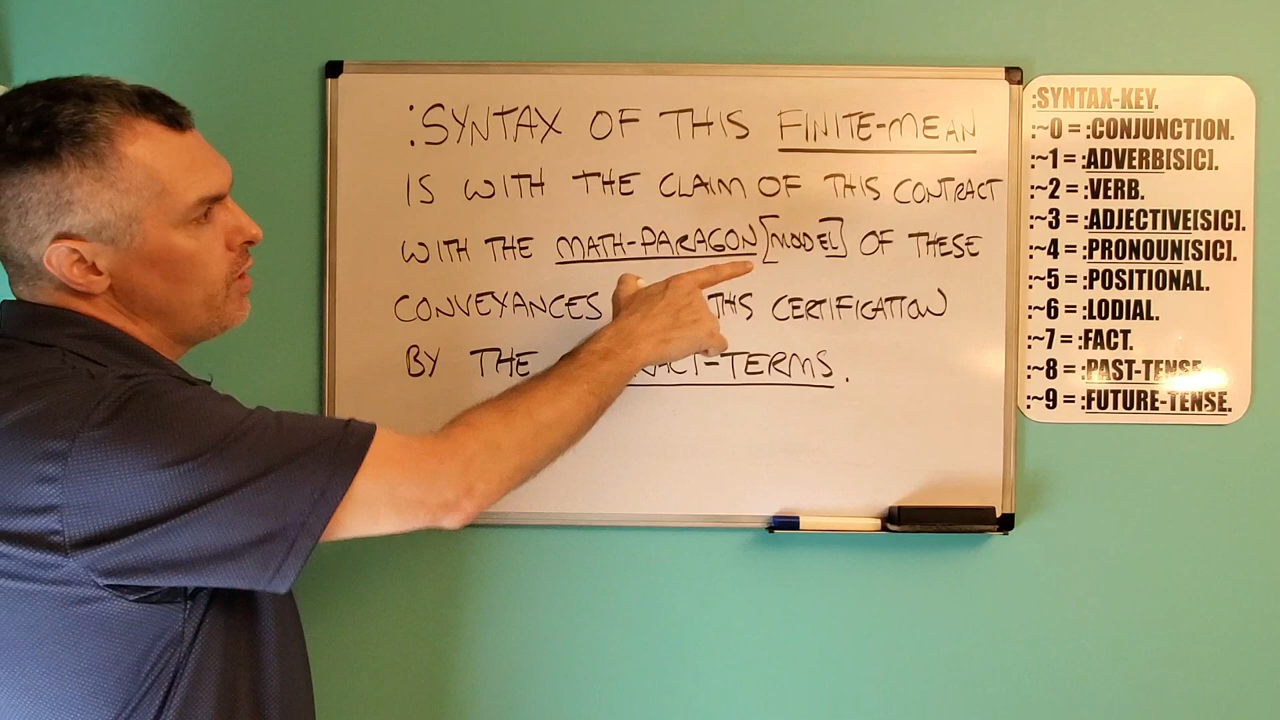 :SYNTAX OF THIS FINITE-MEAN
IS WITH THE CLAIM OF THIS CONTRACT
WITH THE MATH-PARAGON[MODEL] OF THESE
CONVEYANCES THIS CERTIFICATION
BY THE RACT-TERMS.
:SYNTAX-KEY.
:~0 = :CONJUNCTION.
:~1 = :ADVERB[SIC].
:~2 = :VERB.
:~3 = :ADJECTIVE[SIC].
:~4 = :PRONOUN[SIC].
:~5 = :POSITIONAL.
:~6 = :LODIAL.
:~7 = :FACT.
:~8 = :PAST-TENSE.
:~9 = :FUTURE-TENSE.